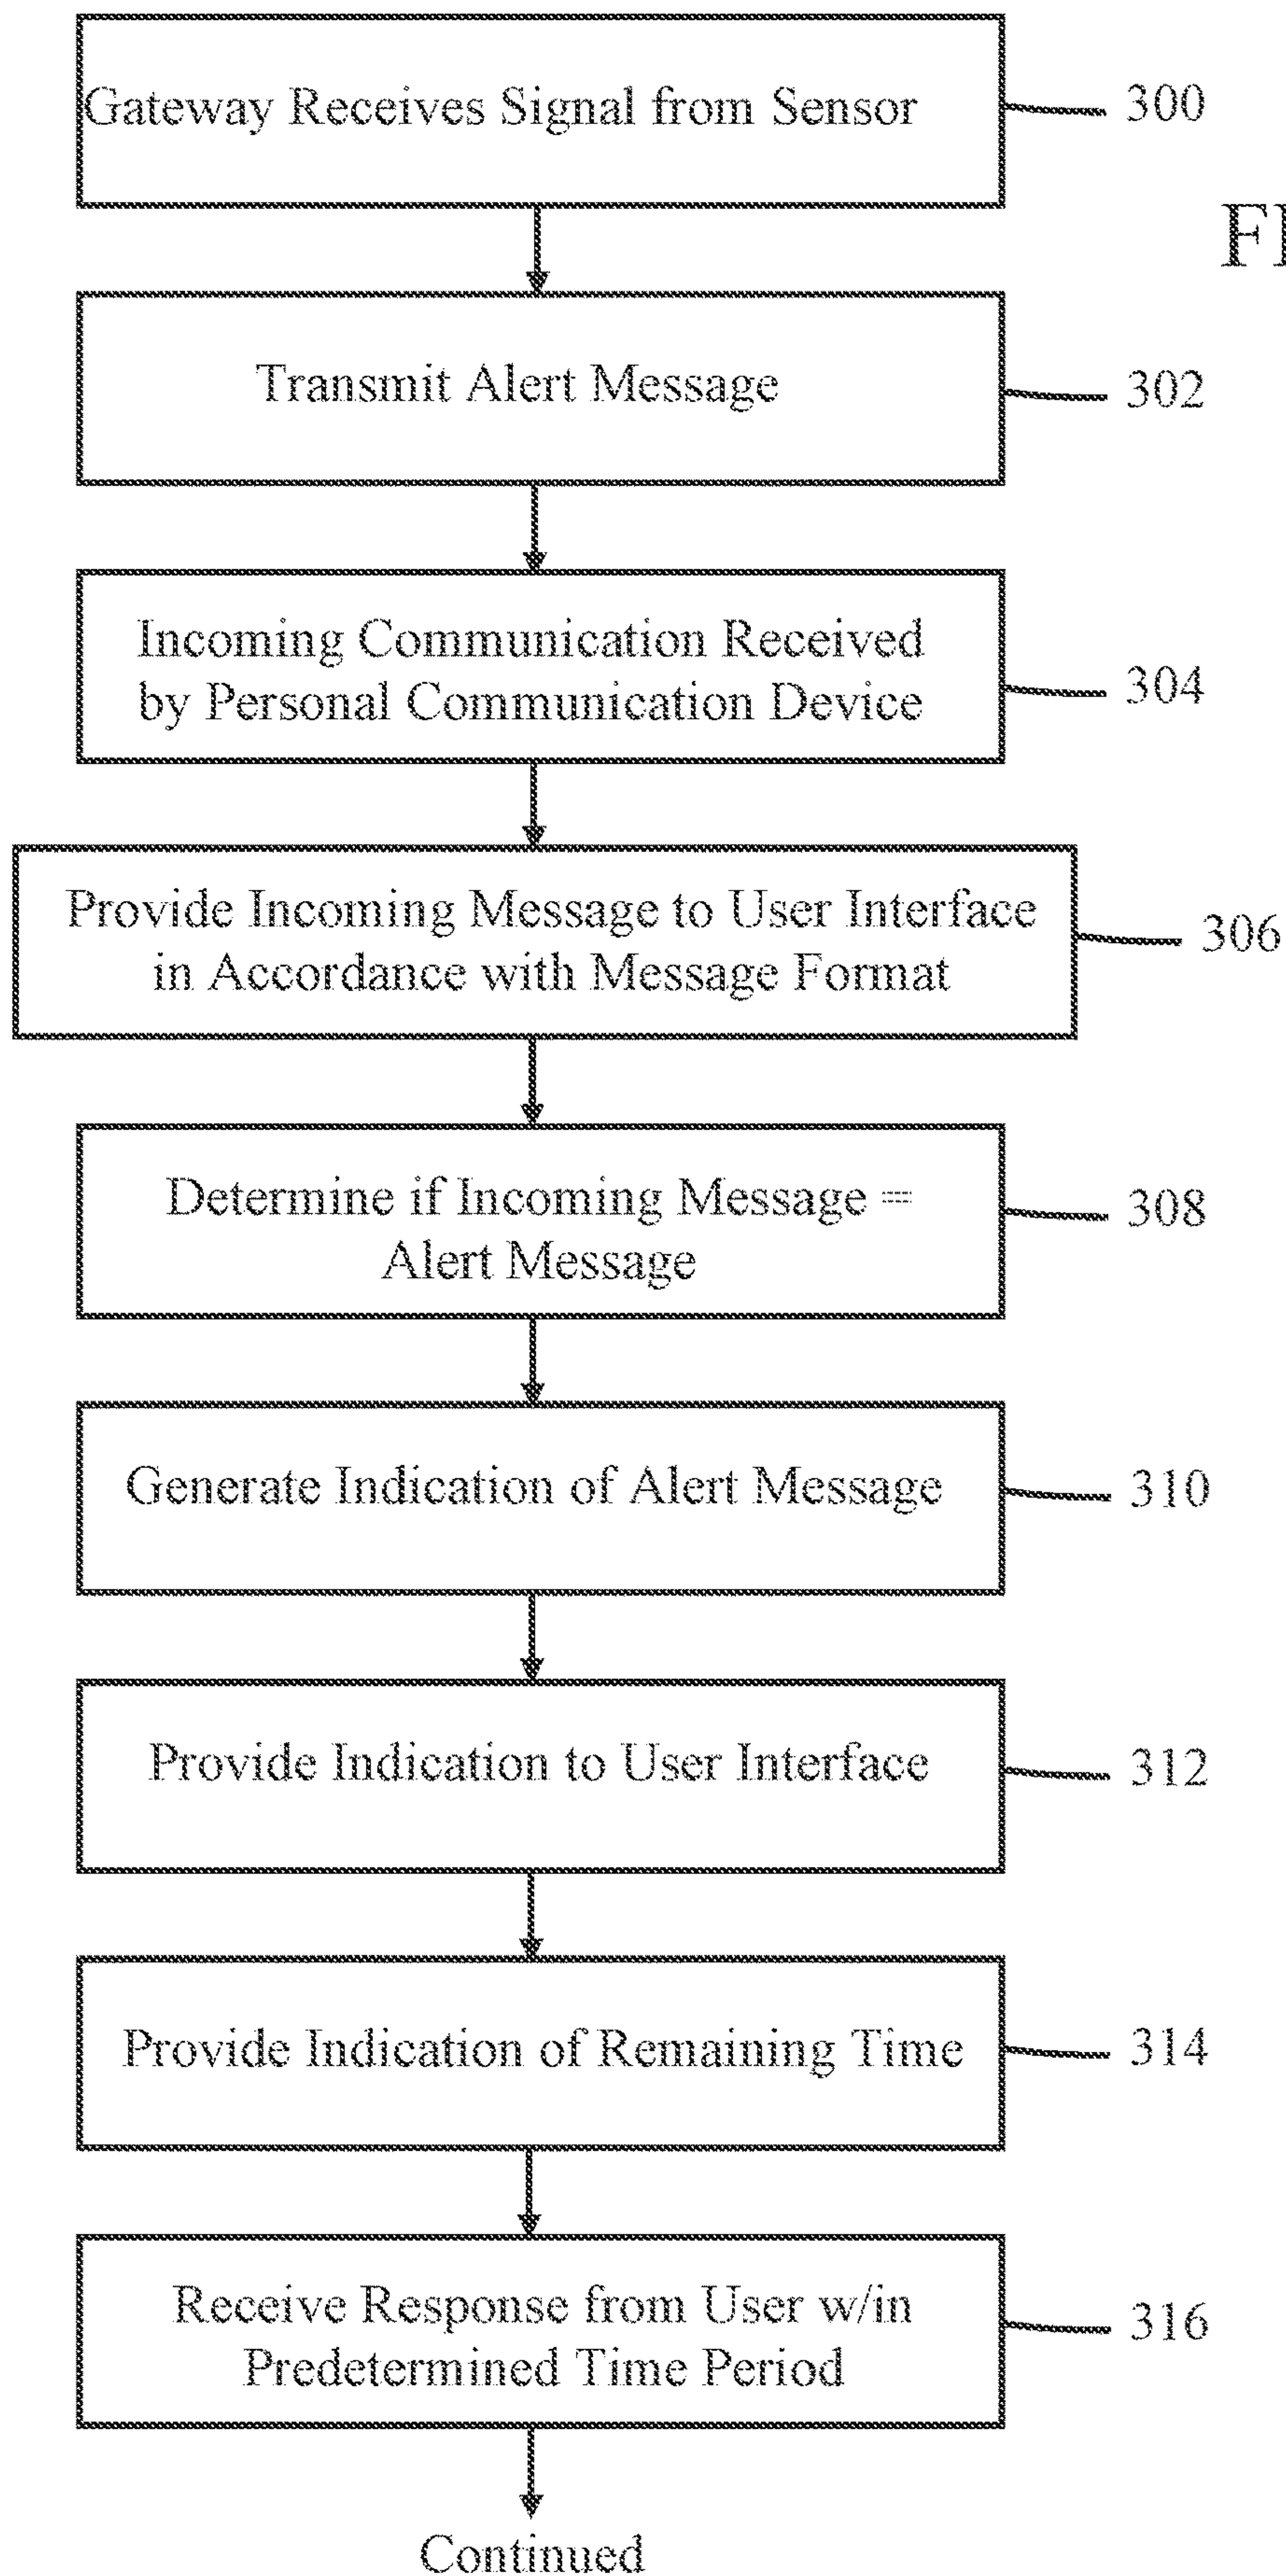 Gateway Receives Signal from Sensor
300
FI
Transmit Alert Message
302
Incoming Communication Received
by Personal Communication Device
304
Provide Incoming Message to User Interface
in Accordance with Message Format
306
Determine if Incoming Message =
Alert Message
308
Generate Indication of Alert Message
310
Provide Indication to User Interface
312
Provide Indication of Remaining Time
314
Receive Response from User w/in
Predetermined Time Period
316
Continued